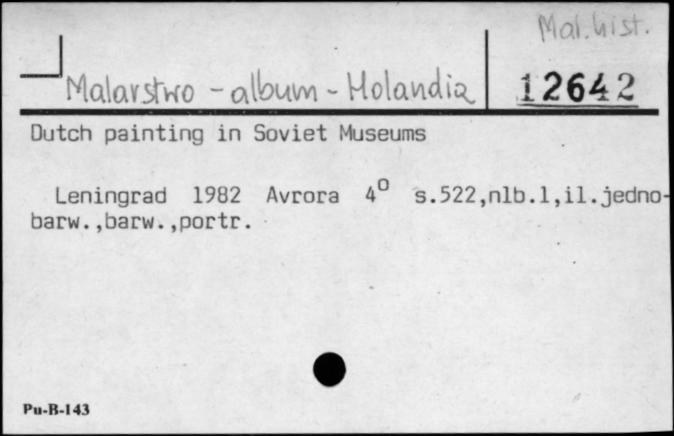 Mal. hist.
Malarstwo - album - Holandia
12642
Dutch painting in Soviet Museums
Leningrad 1982 Avrora 4° s.522,nlb.1,il.jedno-
barw.,barw.,portr.
Pu-B-143